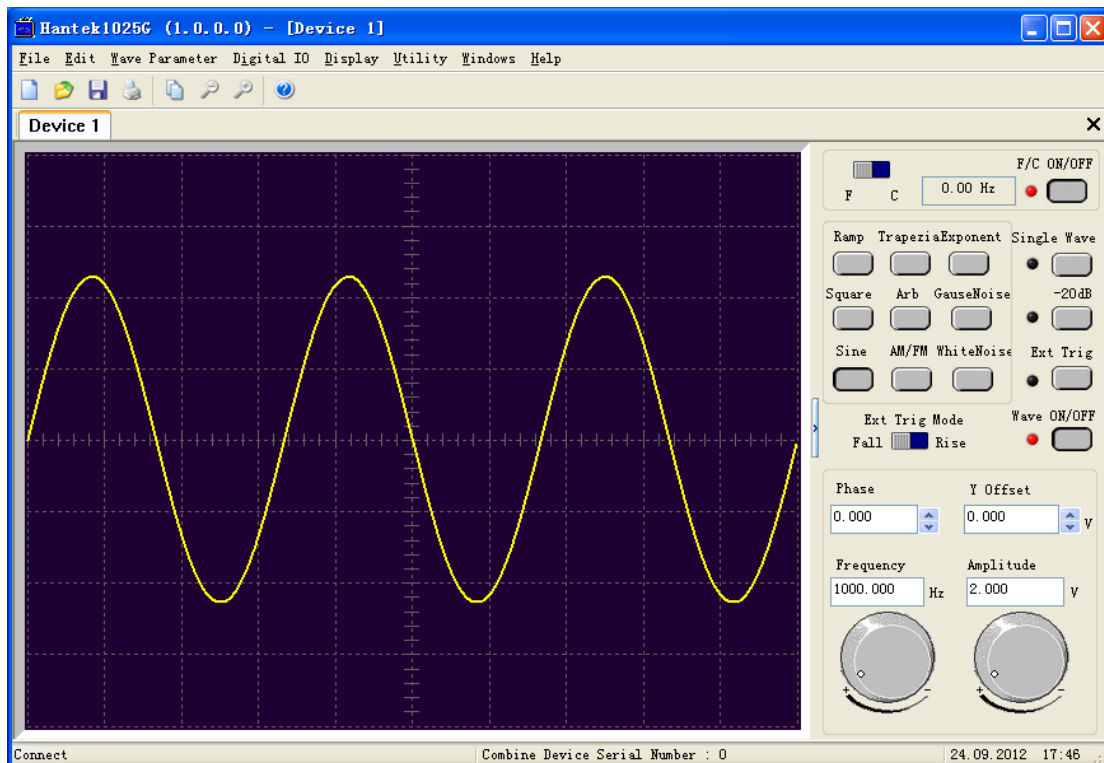 Hantek1025G (1.0.0.0) - [Device 1]
File Edit Wave Parameter Digital IO Display Utility Windows Help
Device 1
F/C ON/OFF
F C 0.00 Hz
Ramp TrapeziaExponent Single Wave
Square Arb GauseNoise -20dB
Sine AM/FM WhiteNoise Ext Trig
Ext Trig Mode Wave ON/OFF
Fall Rise
Phase Y Offset
0.000 0.000 V
Frequency Amplitude
1000.000 Hz 2.000 V
+ - + -
Connect Combine Device Serial Number : 0 24.09.2012 17:46